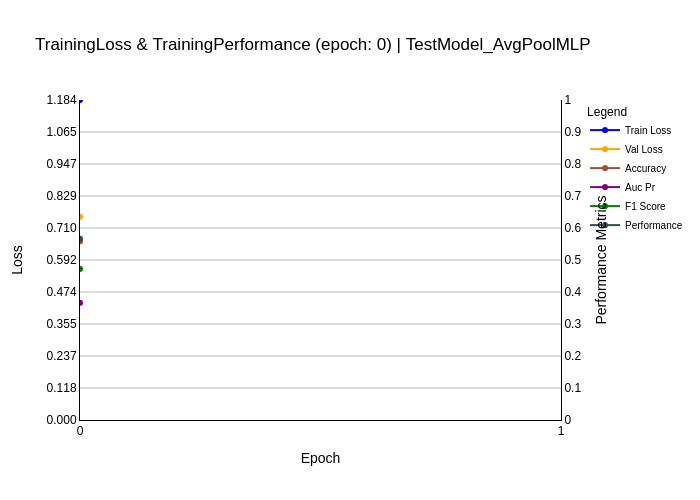 TrainingLoss & TrainingPerformance (epoch: 0) | TestModel_AvgPoolMLP
1.184
1.065
0.947
0.829
0.710
0.592
0.474
0.355
0.237
0.118
0.000
Loss
0
1
Epoch
1
0.9
0.8
0.7
0.6
0.5
0.4
0.3
0.2
0.1
0
Performance Metrics
Legend
Train Loss
Val Loss
Accuracy
Auc Pr
F1 Score
Performance